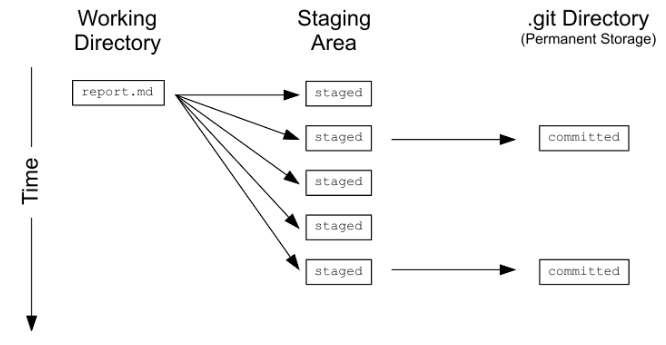 Working
Directory
Staging
Area
.git Directory
(Permanent Storage)
report.md
staged
staged
committed
staged
staged
staged
committed
Time